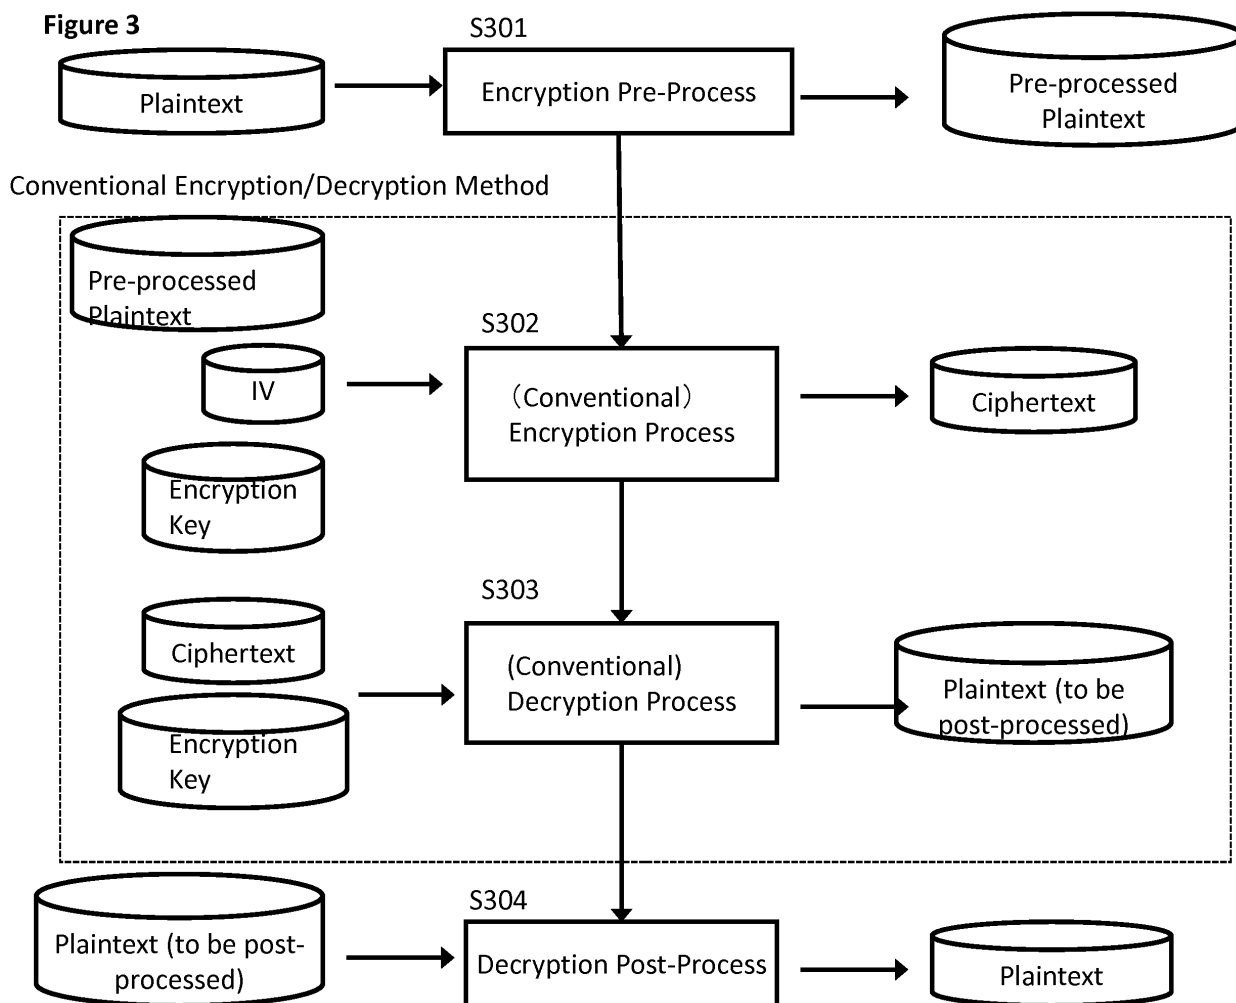 Figure 3
S301
Plaintext
Encryption Pre-Process
Pre-processed
Plaintext
Conventional Encryption/Decryption Method
Pre-processed
Plaintext
S302
IV
（Conventional）
Encryption Process
Ciphertext
Encryption
Key
S303
Ciphertext
(Conventional)
Decryption Process
Plaintext (to be
post-processed)
Encryption
Key
S304
Plaintext (to be post-
processed)
Decryption Post-Process
Plaintext